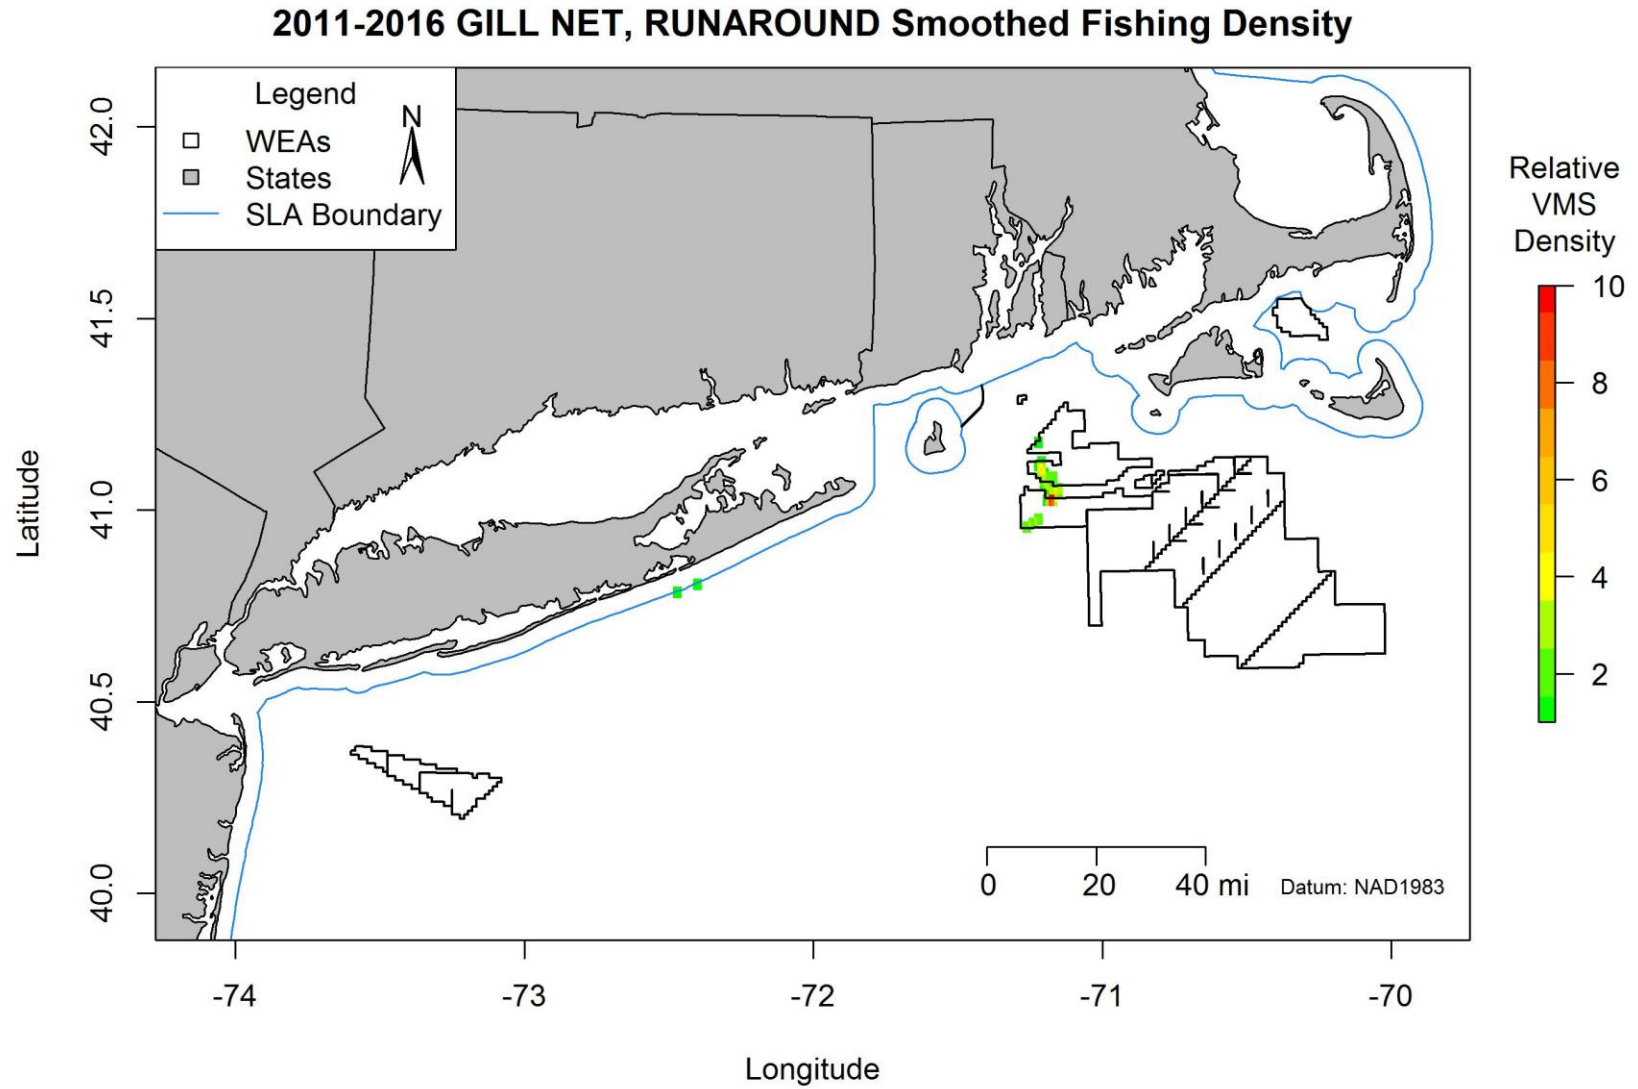 2011-2016 GILL NET, RUNAROUND Smoothed Fishing Density
Legend
N
WEAs
States
SLA Boundary
Relative
VMS
Density
10
8
6
4
2
Latitude
42.0
41.5
41.0
40.5
40.0
0 20 40 mi
Datum: NAD1983
-74 -73 -72 -71 -70
Longitude